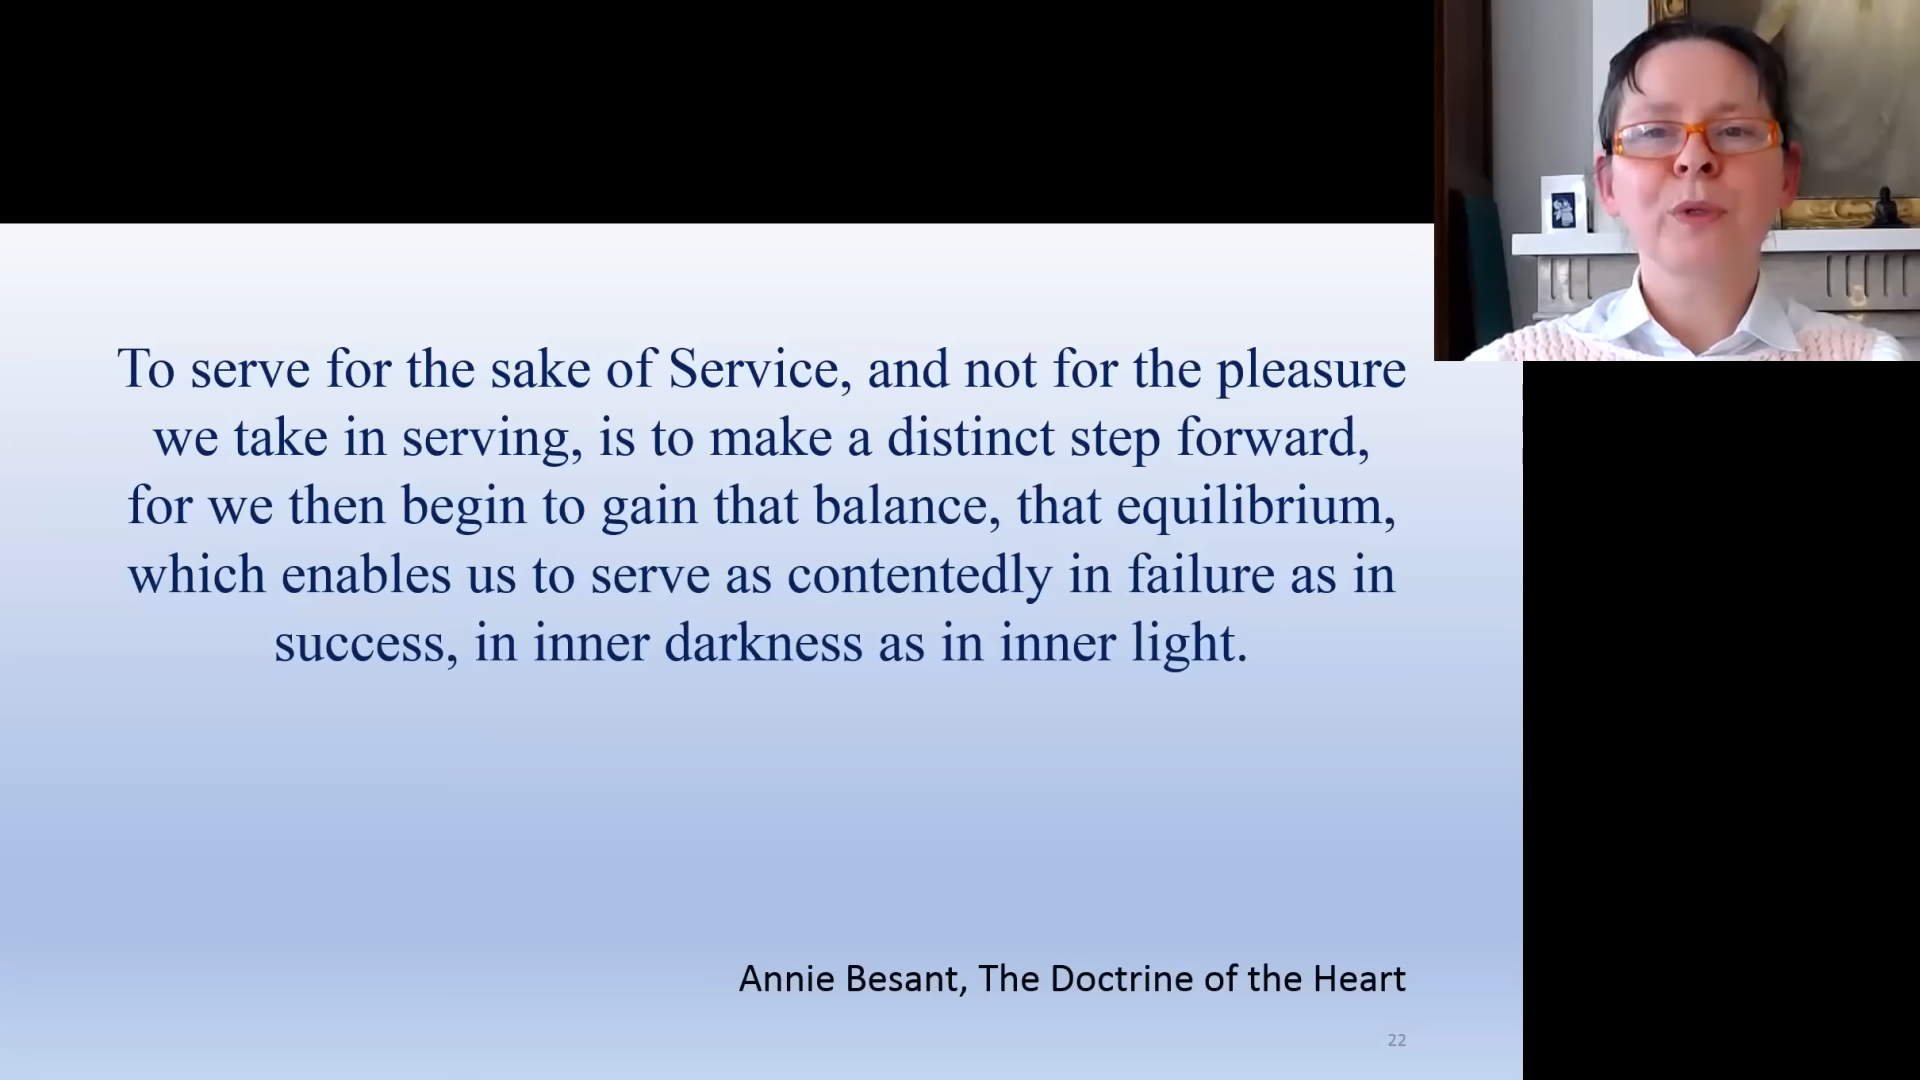 To serve for the sake of Service, and not for the pleasure
we take in serving, is to make a distinct step forward,
for we then begin to gain that balance, that equilibrium,
which enables us to serve as contentedly in failure as in
success, in inner darkness as in inner light.
Annie Besant, The Doctrine of the Heart
22